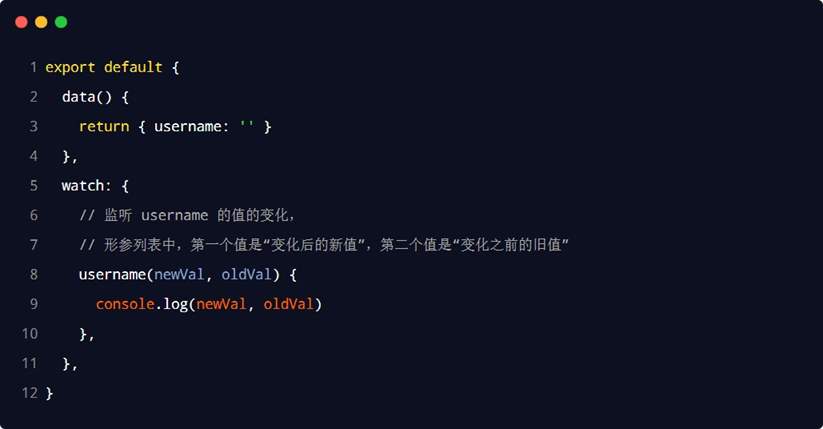 1 export default {
2   data() {
3     return { username: '' }
4   },
5   watch: {
6     // 监听 username 的值的变化，
7     // 形参列表中，第一个值是“变化后的新值”，第二个值是“变化之前的旧值”
8     username(newVal, oldVal) {
9       console.log(newVal, oldVal)
10     },
11   },
12 }